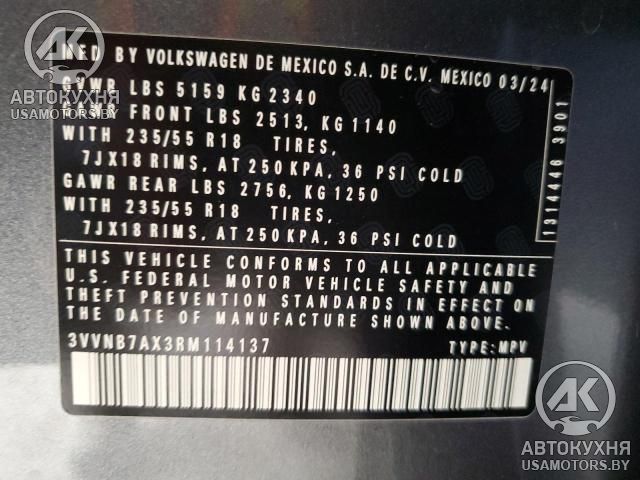 MFD BY VOLKSWAGEN DE MEXICO S.A. DE C.V. MEXICO 03/24
GVWR LBS 5159 KG 2340
GAWR FRONT LBS 2513, KG 1140
WITH 235/55 R18 TIRES,
7JX18 RIMS, AT 250 KPA, 36 PSI COLD
GAWR REAR LBS 2756, KG 1250
WITH 235/55 R18 TIRES,
7JX18 RIMS, AT 250 KPA, 36 PSI COLD
THIS VEHICLE CONFORMS TO ALL APPLICABLE
U.S. FEDERAL MOTOR VEHICLE SAFETY AND
THEFT PREVENTION STANDARDS IN EFFECT ON
THE DATE OF MANUFACTURE SHOWN ABOVE.
3VVNB7AX3RM114137 TYPE: MPV
1314446 3901
АК
АВТОКУХНЯ
USAMOTORS.BY
АК
АВТОКУХНЯ
USAMOTORS.BY